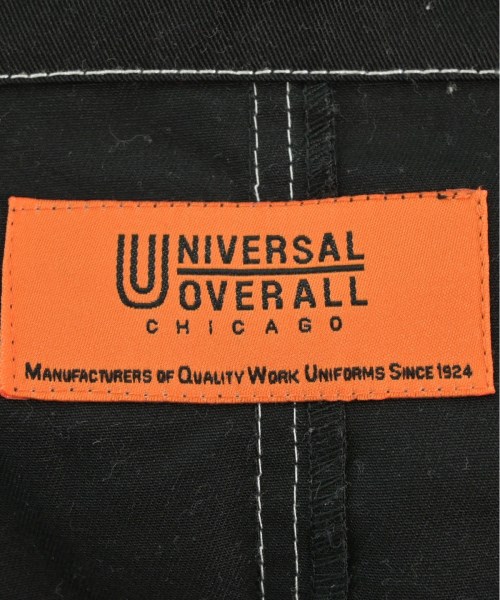 UNIVERSAL
OVERALL
CHICAGO
MANUFACTURERS OF QUALITY WORK UNIFORMS SINCE 1924